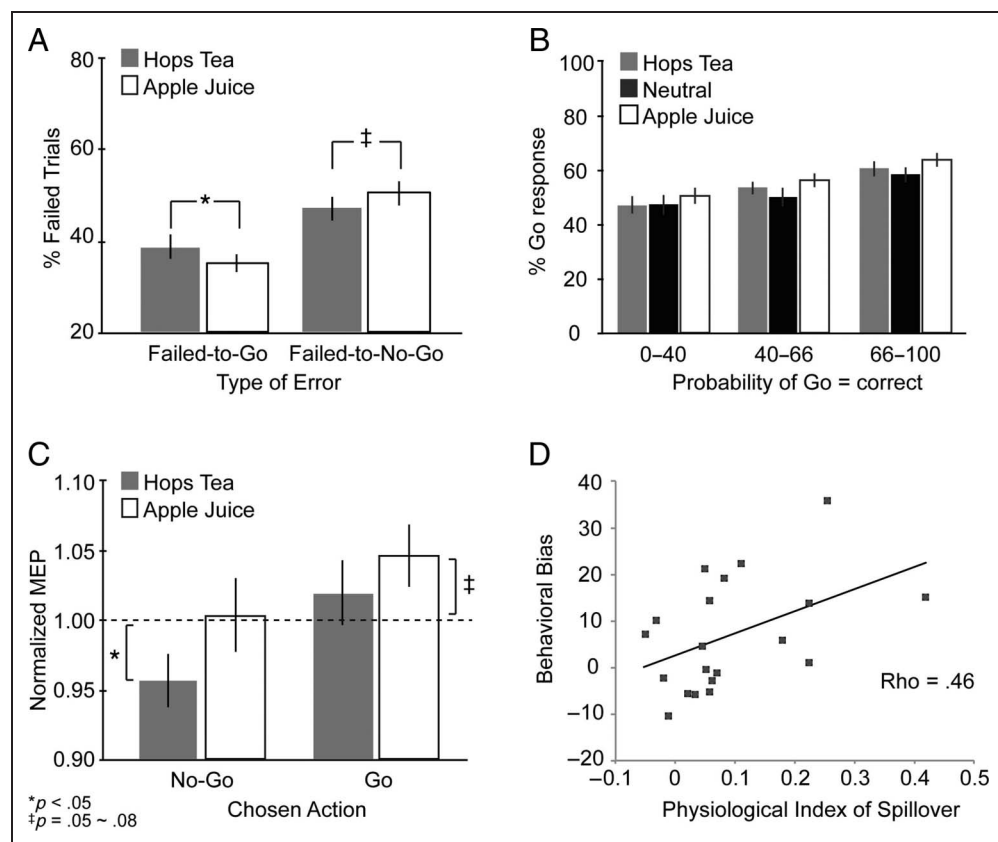 A
Hops Tea
Apple Juice
80
60
40
20
% Failed Trials
*
‡
Failed-to-Go Failed-to-No-Go
Type of Error
B
Hops Tea
Neutral
Apple Juice
100
80
60
40
20
0
% Go response
0–40 40–66 66–100
Probability of Go = correct
C
Hops Tea
Apple Juice
1.10
1.05
1.00
0.95
0.90
Normalized MEP
*
‡
No-Go Go
Chosen Action
*p < .05
‡p = .05 ~ .08
D
40
30
20
10
0
–10
–20
Behavioral Bias
Rho = .46
–0.1 0 0.1 0.2 0.3 0.4 0.5
Physiological Index of Spillover